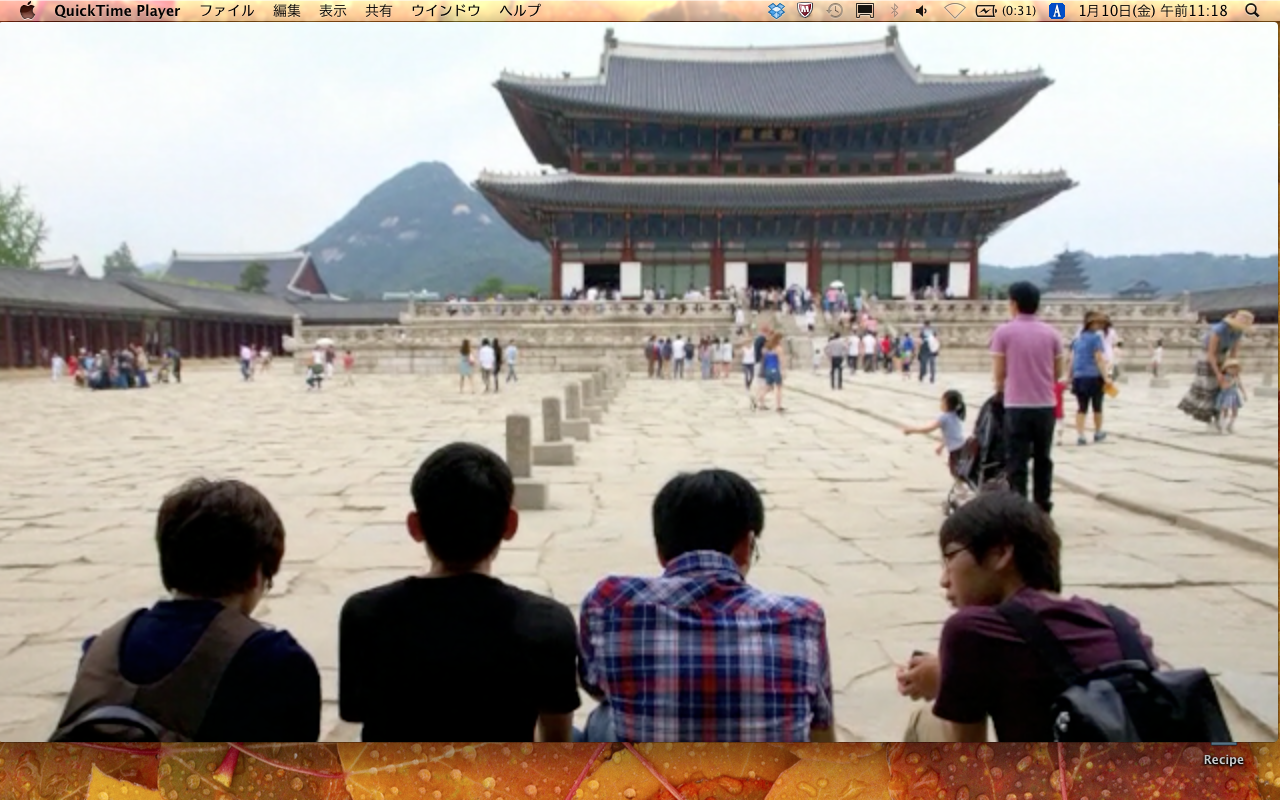 QuickTime Player ファイル 編集 表示 共有 ウインドウ ヘルプ (0:31) A 1月10日(金) 午前11:18
Recipe